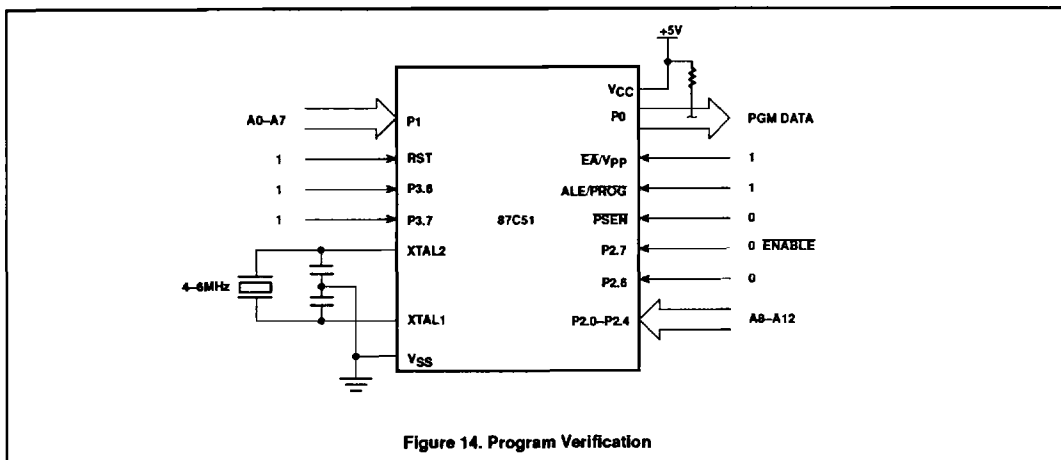 +5V
VCC
A0–A7
P1
P0
PGM DATA
1
RST
EA/VPP
1
1
P3.6
ALE/PROG
1
1
P3.7
87C51
PSEN
0
XTAL2
P2.7
0 ENABLE
4–6MHz
P2.6
0
XTAL1
P2.0–P2.4
A8–A12
VSS
Figure 14. Program Verification